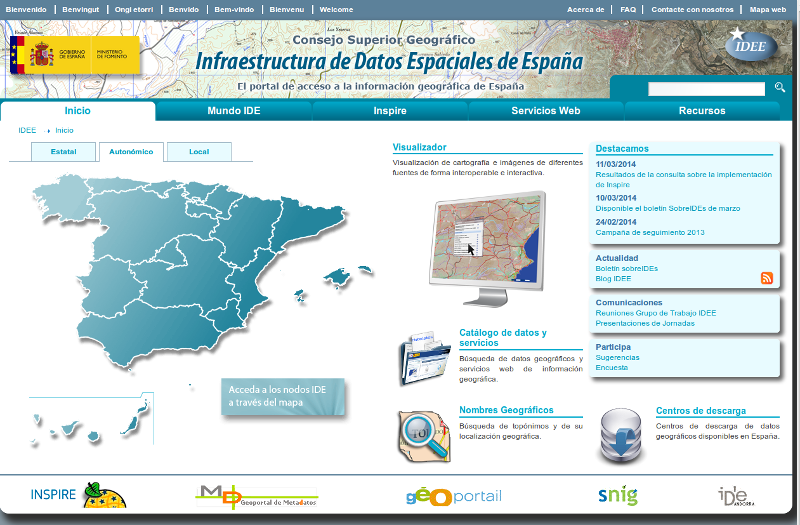 Bienvenido | Benvingut | Ongi etorri | Benvido | Bem-vindo | Bienvenu | Welcome
Acerca de | FAQ | Contacte con nosotros | Mapa web
GOBIERNO DE ESPAÑA
MINISTERIO DE FOMENTO
Consejo Superior Geográfico
Infraestructura de Datos Espaciales de España
El portal de acceso a la información geográfica de España
IDEE
Inicio
Mundo IDE
Inspire
Servicios Web
Recursos
IDEE Inicio
Estatal
Autonómico
Local
Acceda a los nodos IDE
a través del mapa
Visualizador
Visualización de cartografía e imágenes de diferentes
fuentes de forma interoperable e interactiva.
Catálogo de datos y
servicios
Búsqueda de datos geográficos y
servicios web de información
geográfica.
Nombres Geográficos
Búsqueda de topónimos y de su
localización geográfica.
Destacamos
11/03/2014
Resultados de la consulta sobre la implementación
de Inspire
10/03/2014
Disponible el boletín SobreIDEs de marzo
24/02/2014
Campaña de seguimiento 2013
Actualidad
Boletín sobreIDEs
Blog IDEE
Comunicaciones
Reuniones Grupo de Trabajo IDEE
Presentaciones de Jornadas
Participa
Sugerencias
Encuesta
Centros de descarga
Centros de descarga de datos
geográficos disponibles en España.
INSPIRE
MD Geoportal de Metadatos
géoportail
snig
ide ANDORRA